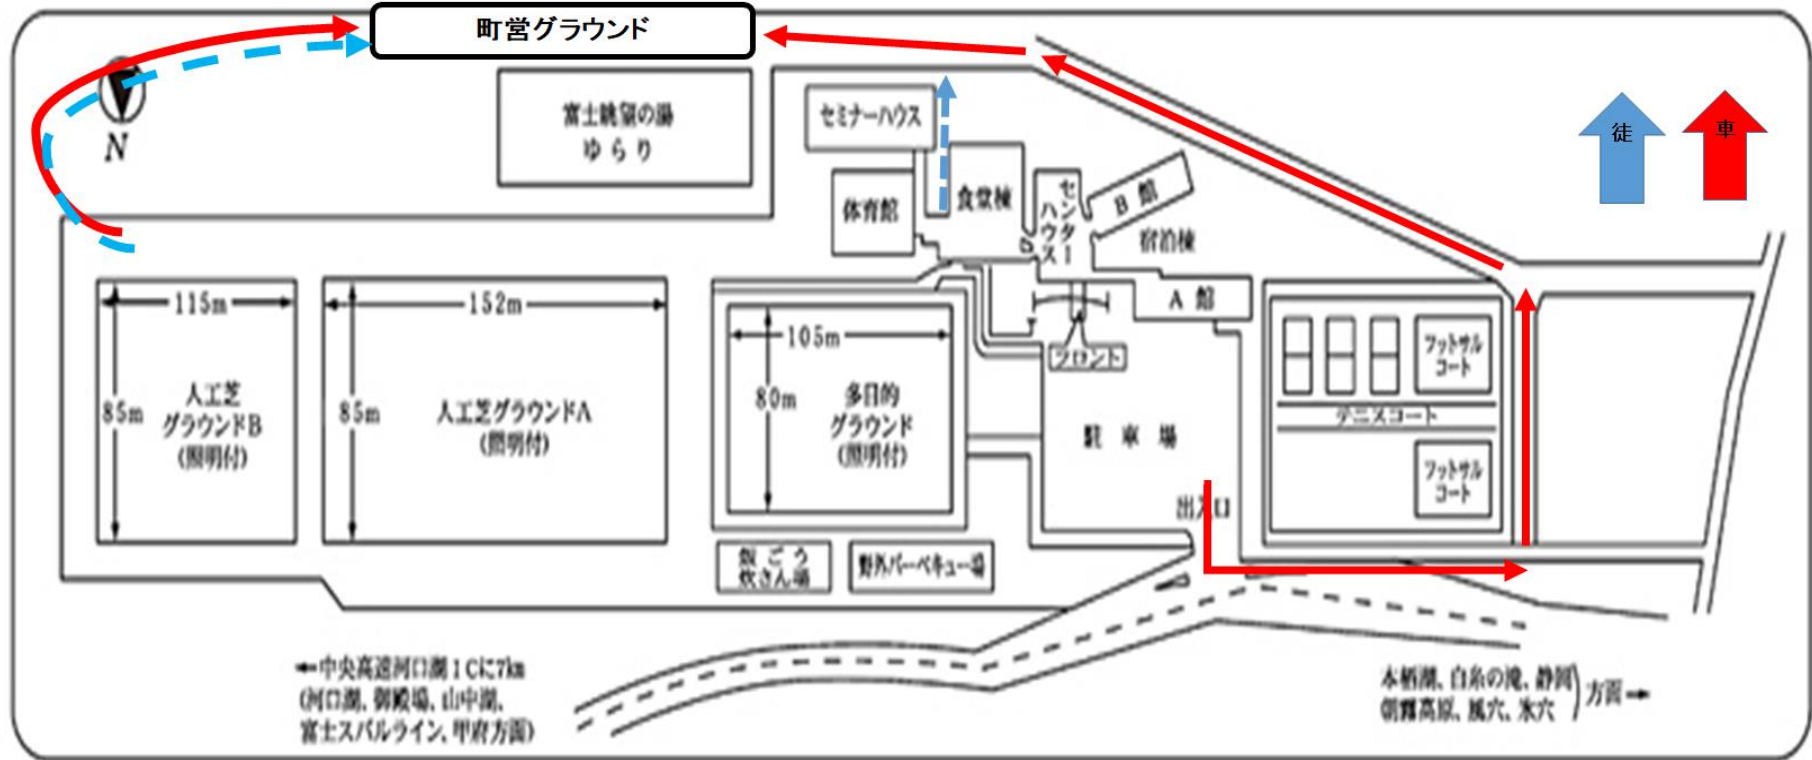 町営グラウンド
N
富士眺望の湯
ゆらり
セミナーハウス
体育館
食堂棟
センター
ハウス
B 館
宿泊棟
A 館
フロント
徒
車
115m
85m
人工芝
グラウンドB
(照明付)
152m
85m
人工芝グラウンドA
(照明付)
105m
80m
多目的
グラウンド
(照明付)
駐 車 場
出入口
フットサル
コート
テニスコート
フットサル
コート
飯ごう
炊さん場
野外バーベキュー場
←中央高速河口湖ICに7km
(河口湖、御殿場、山中湖、
富士スバルライン、甲府方面)
本栖湖、白糸の滝、静岡
朝霧高原、風穴、氷穴
方面→